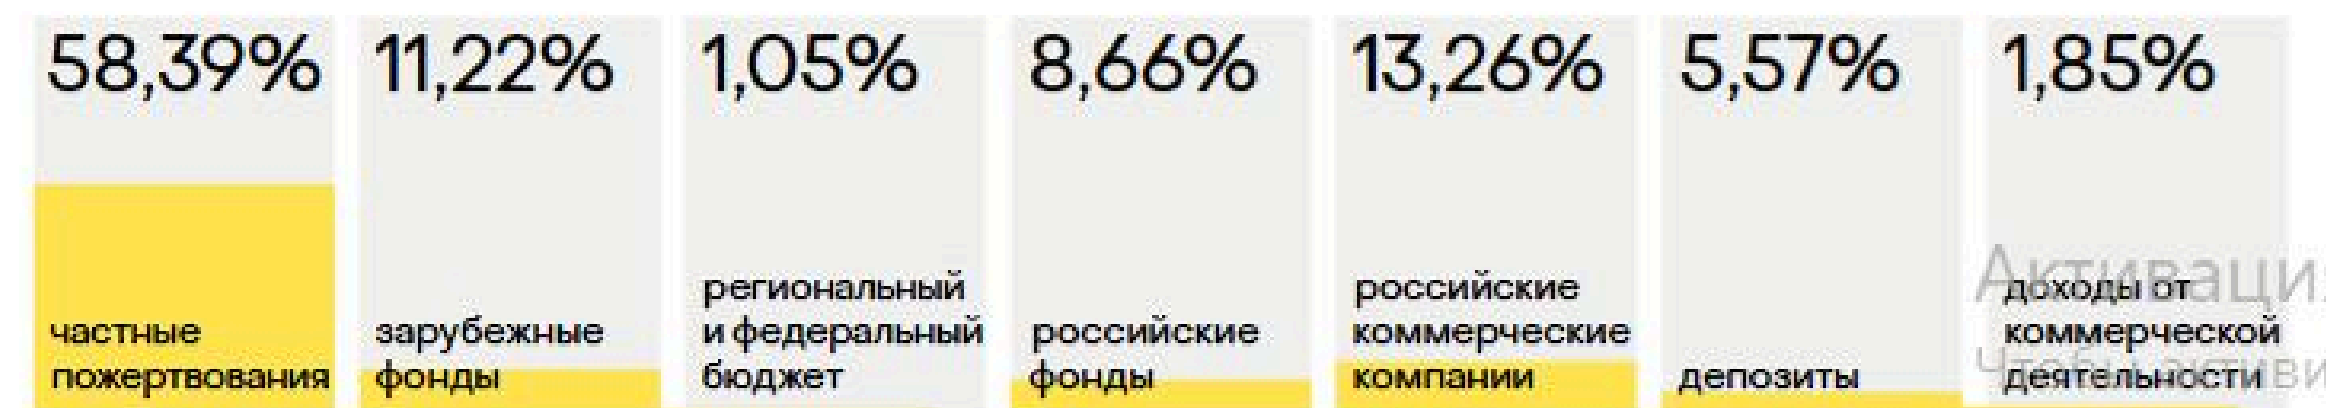 58,39%
частные
пожертвования
11,22%
зарубежные
фонды
1,05%
региональный
и федеральный
бюджет
8,66%
российские
фонды
13,26%
российские
коммерческие
компании
5,57%
депозиты
1,85%
доходы от
коммерческой
деятельности